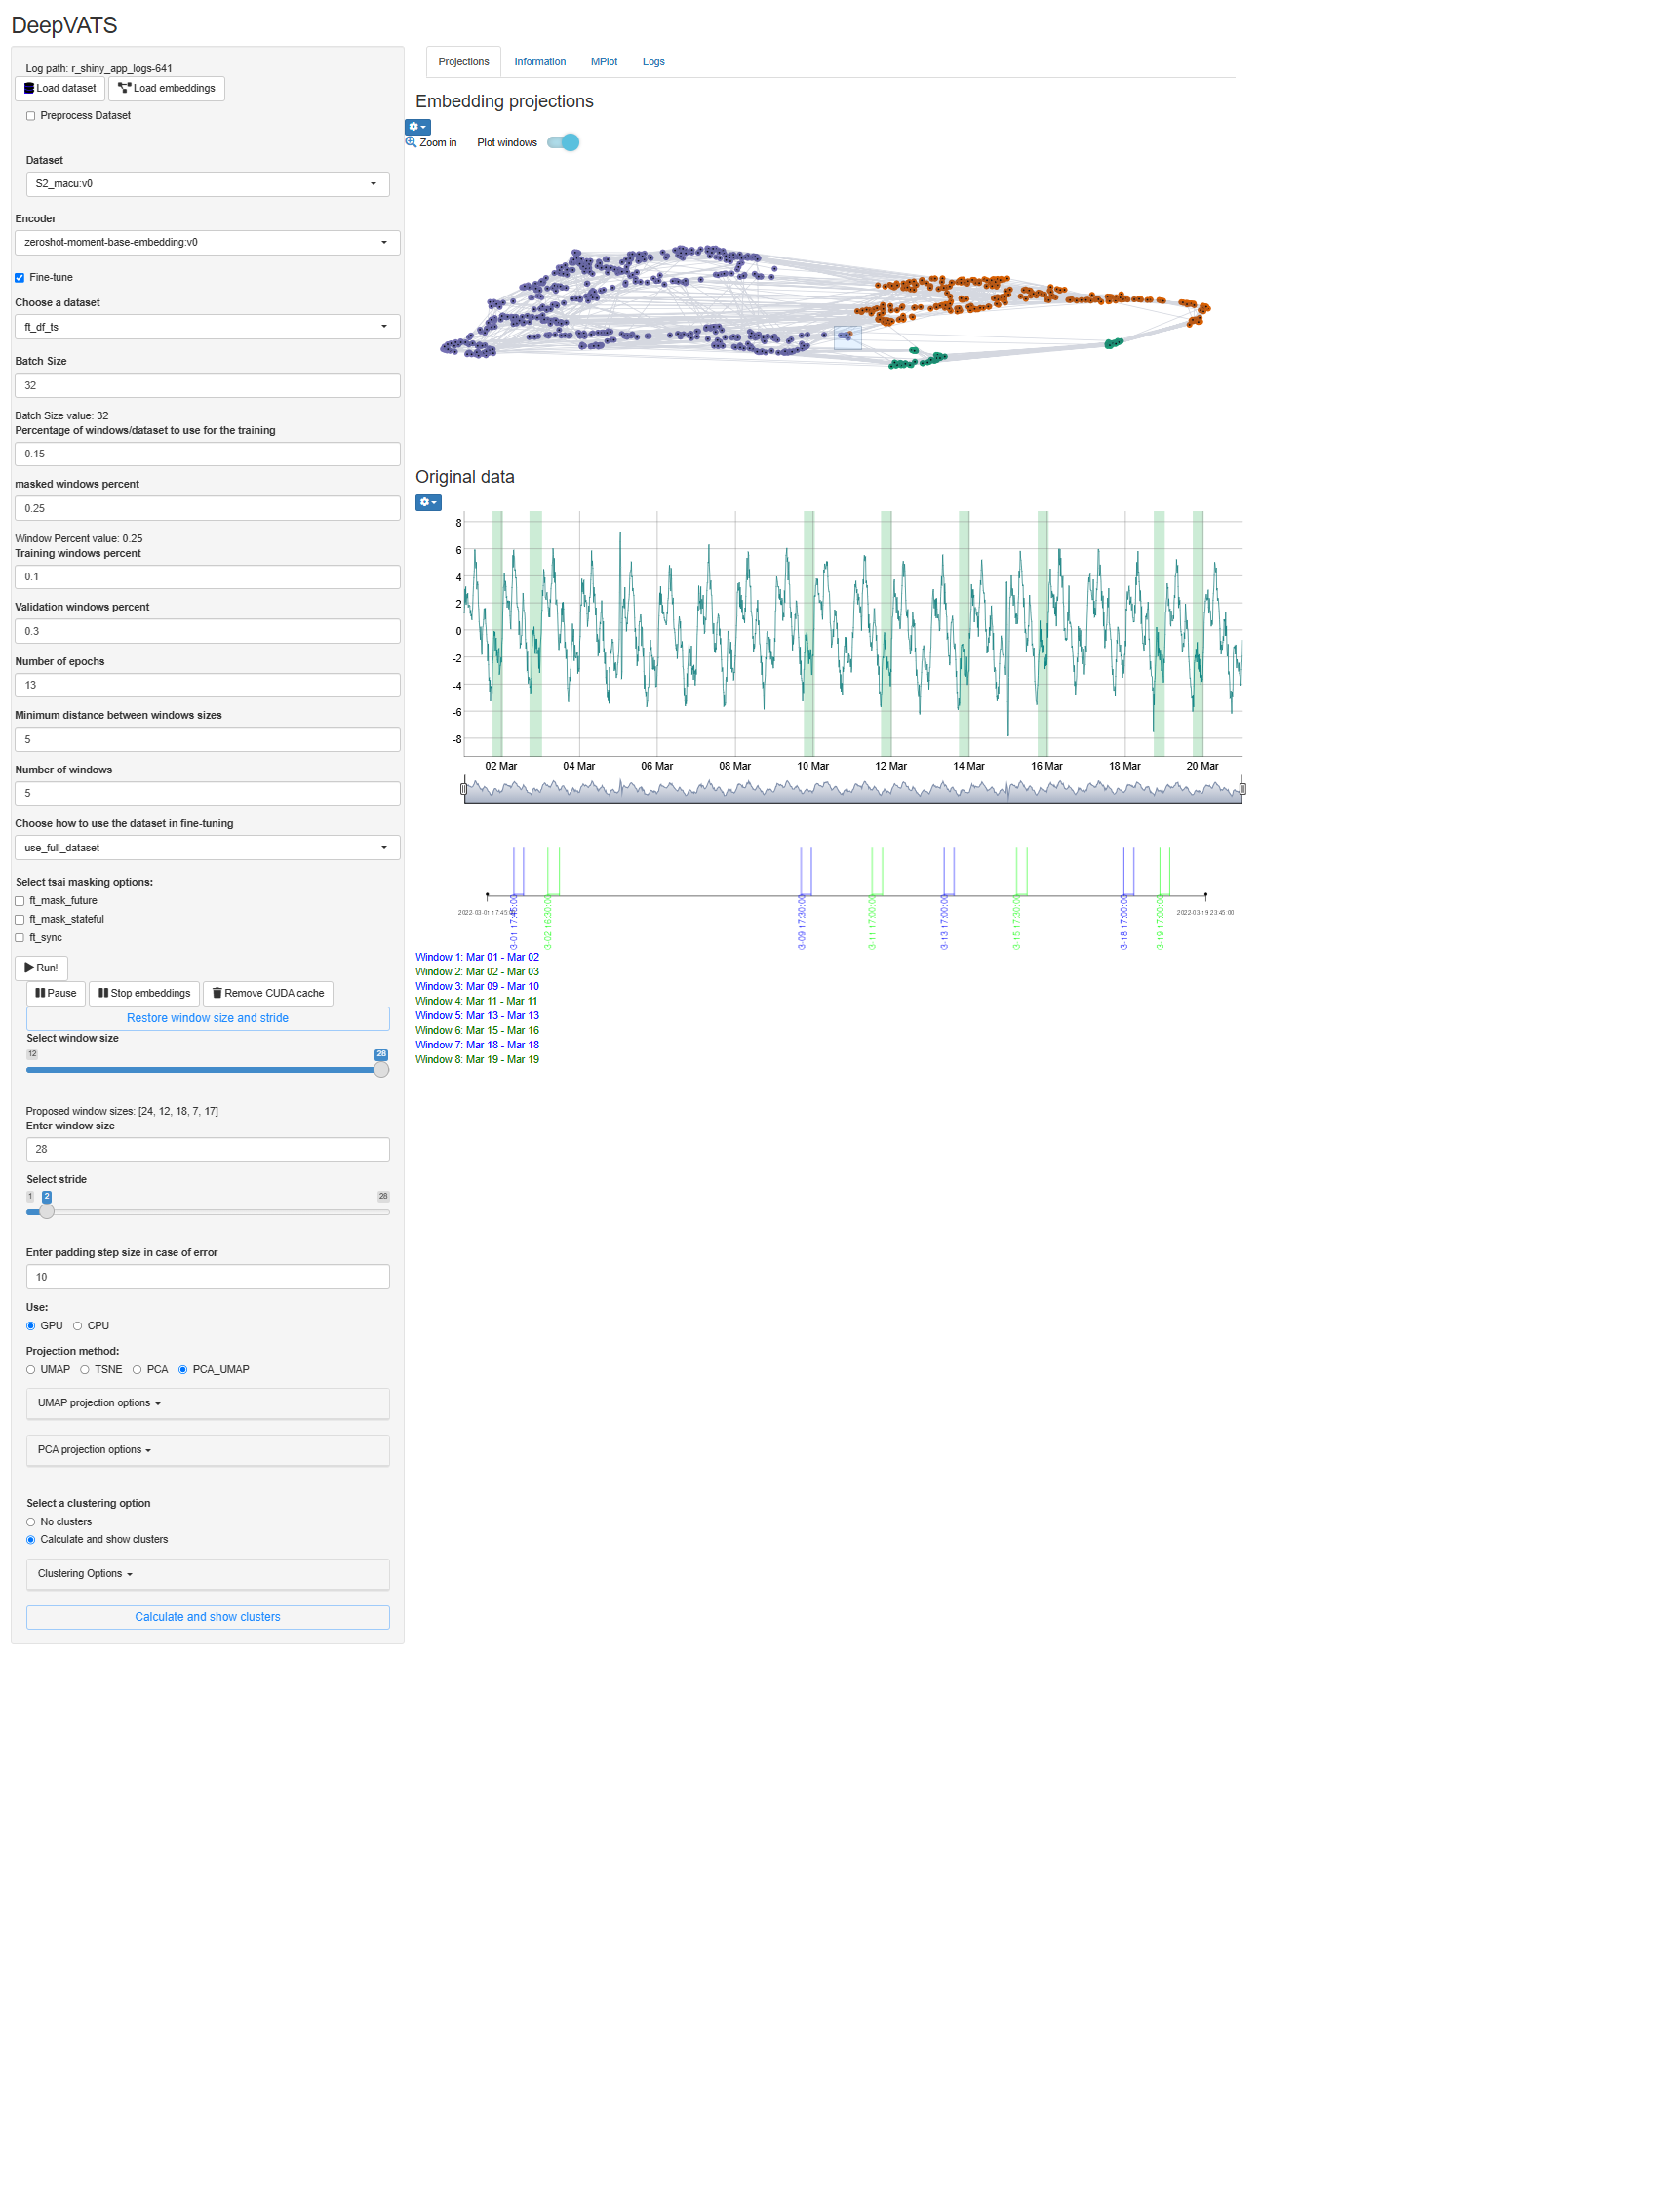 DeepVATS
Log path: r_shiny_app_logs-641
Load dataset
Load embeddings
Preprocess Dataset
Dataset
S2_macu:v0
Encoder
zeroshot-moment-base-embedding:v0
Fine-tune
Choose a dataset
ft_df_ts
Batch Size
32
Batch Size value: 32
Percentage of windows/dataset to use for the training
0.15
masked windows percent
0.25
Window Percent value: 0.25
Training windows percent
0.1
Validation windows percent
0.3
Number of epochs
13
Minimum distance between windows sizes
5
Number of windows
5
Choose how to use the dataset in fine-tuning
use_full_dataset
Select tsai masking options:
ft_mask_future
ft_mask_stateful
ft_sync
Run!
Pause
Stop embeddings
Remove CUDA cache
Restore window size and stride
Select window size
12
28
Proposed window sizes: [24, 12, 18, 7, 17]
Enter window size
28
Select stride
1
2
28
Enter padding step size in case of error
10
Use:
GPU CPU
Projection method:
UMAP TSNE PCA PCA_UMAP
UMAP projection options
PCA projection options
Select a clustering option
No clusters
Calculate and show clusters
Clustering Options
Calculate and show clusters
Projections Information MPlot Logs
Embedding projections
Zoom in
Plot windows
Original data
8
6
4
2
0
-2
-4
-6
-8
02 Mar 04 Mar 06 Mar 08 Mar 10 Mar 12 Mar 14 Mar 16 Mar 18 Mar 20 Mar
3-02 16:30:00
3-09 17:30:00
3-11 17:00:00
3-13 17:00:00
3-15 17:30:00
3-18 17:00:00
3-19 17:00:00
2022-03-19 23:45:00
Window 1: Mar 01 - Mar 02
Window 2: Mar 02 - Mar 03
Window 3: Mar 09 - Mar 10
Window 4: Mar 11 - Mar 11
Window 5: Mar 13 - Mar 13
Window 6: Mar 15 - Mar 16
Window 7: Mar 18 - Mar 18
Window 8: Mar 19 - Mar 19